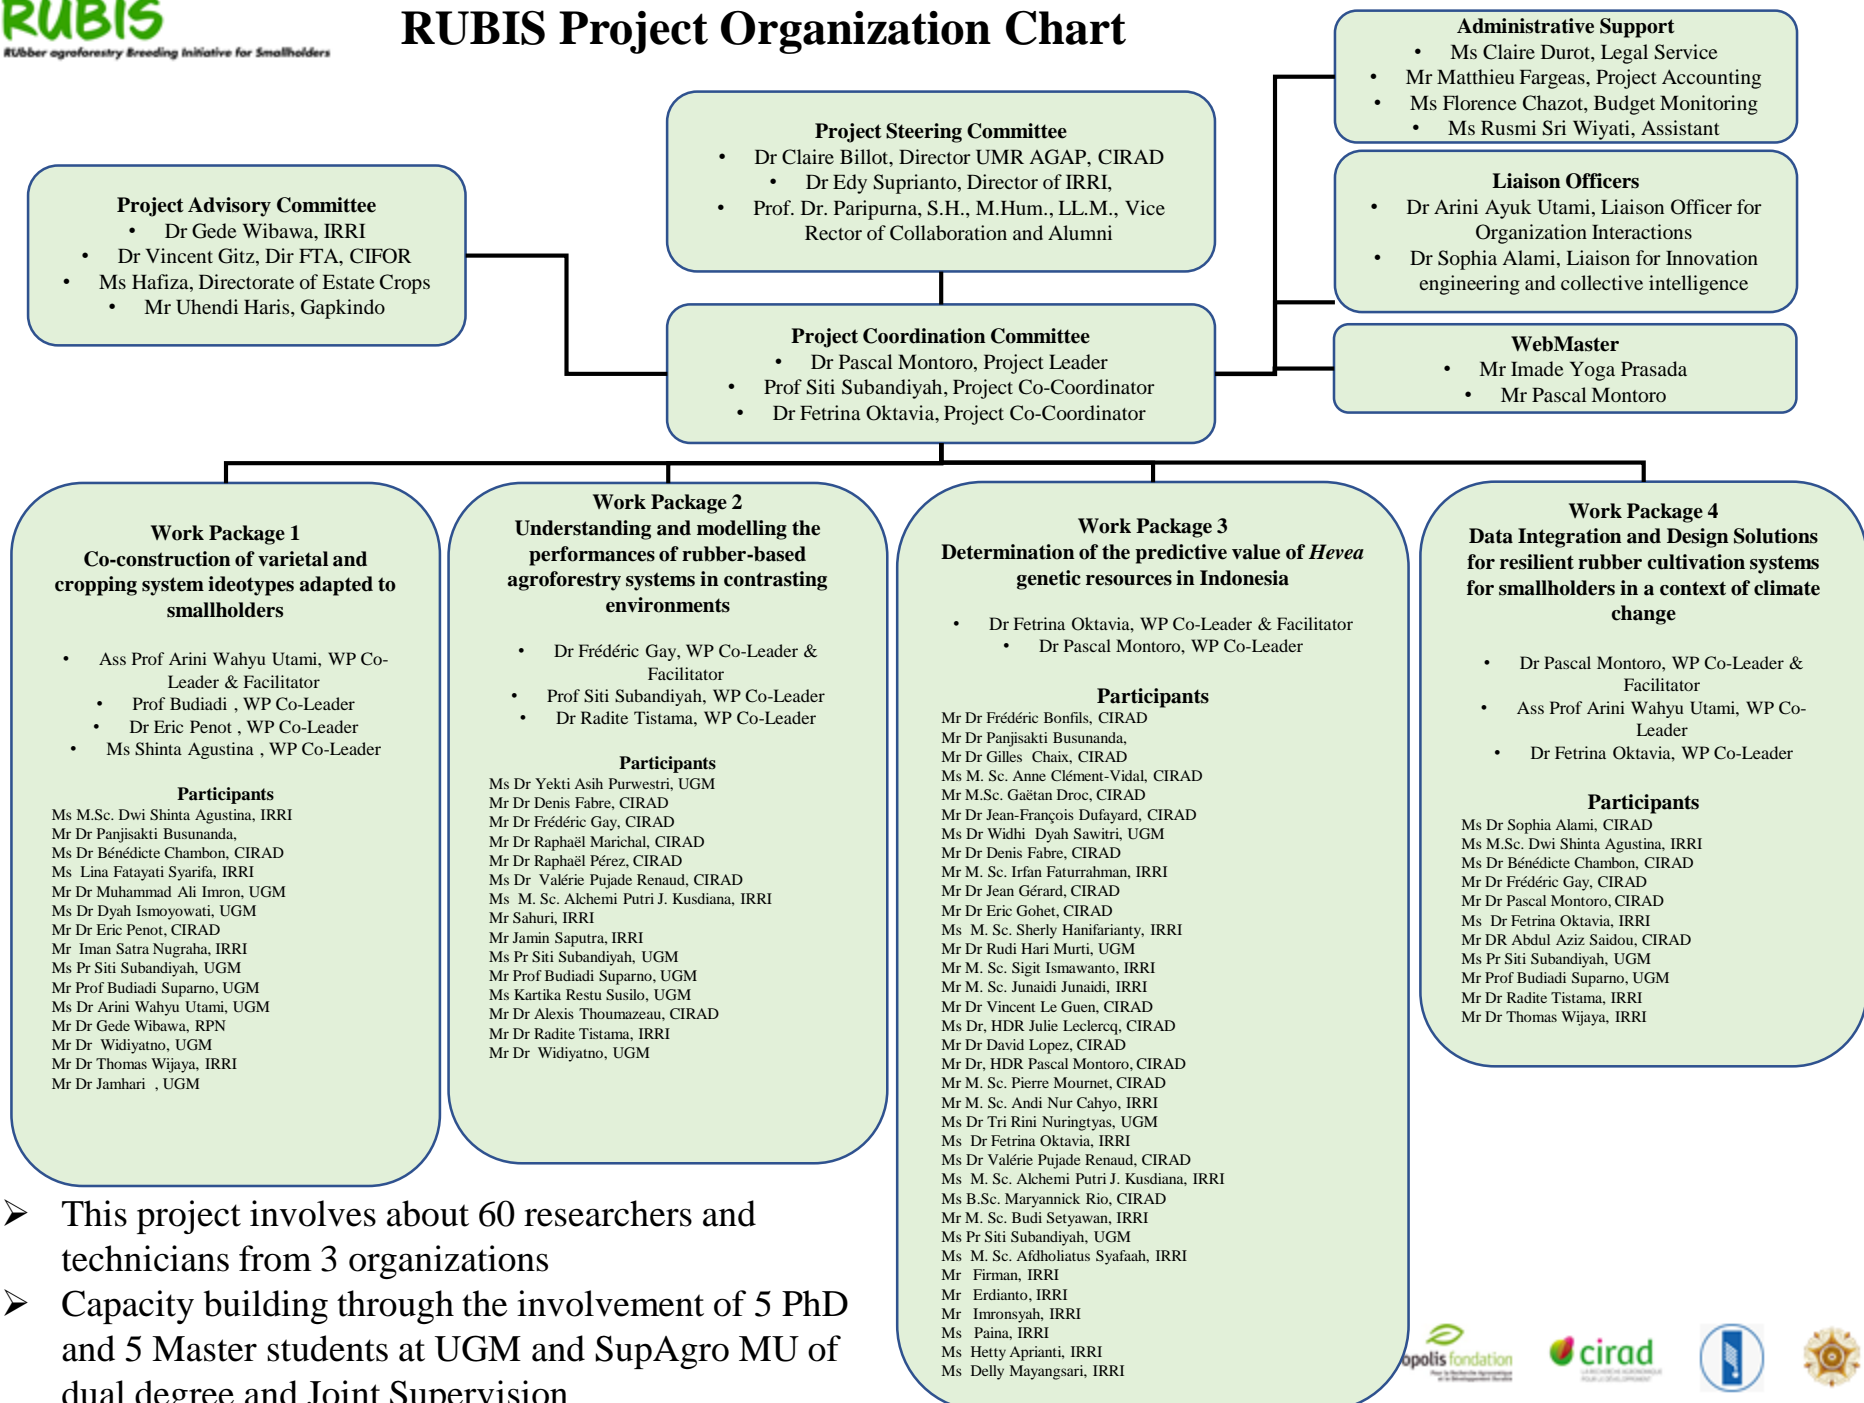 RUBIS
RUbber agroforestry Breeding Initiative for Smallholders
RUBIS Project Organization Chart
Administrative Support
• Ms Claire Durot, Legal Service
• Mr Matthieu Fargeas, Project Accounting
• Ms Florence Chazot, Budget Monitoring
• Ms Rusmi Sri Wiyati, Assistant
Project Steering Committee
• Dr Claire Billot, Director UMR AGAP, CIRAD
• Dr Edy Suprianto, Director of IRRI,
• Prof. Dr. Paripurna, S.H., M.Hum., LL.M., Vice
Rector of Collaboration and Alumni
Project Advisory Committee
• Dr Gede Wibawa, IRRI
• Dr Vincent Gitz, Dir FTA, CIFOR
• Ms Hafiza, Directorate of Estate Crops
• Mr Uhendi Haris, Gapkindo
Liaison Officers
• Dr Arini Ayuk Utami, Liaison Officer for
Organization Interactions
• Dr Sophia Alami, Liaison for Innovation
engineering and collective intelligence
Project Coordination Committee
• Dr Pascal Montoro, Project Leader
• Prof Siti Subandiyah, Project Co-Coordinator
• Dr Fetrina Oktavia, Project Co-Coordinator
WebMaster
• Mr Imade Yoga Prasada
• Mr Pascal Montoro
Work Package 1
Co-construction of varietal and
cropping system ideotypes adapted to
smallholders
• Ass Prof Arini Wahyu Utami, WP Co-
Leader & Facilitator
• Prof Budiadi , WP Co-Leader
• Dr Eric Penot , WP Co-Leader
• Ms Shinta Agustina , WP Co-Leader
Participants
Ms M.Sc. Dwi Shinta Agustina, IRRI
Mr Dr Panjisakti Busunanda,
Ms Dr Bénédicte Chambon, CIRAD
Ms Lina Fatayati Syarifa, IRRI
Mr Dr Muhammad Ali Imron, UGM
Ms Dr Dyah Ismoyowati, UGM
Mr Dr Eric Penot, CIRAD
Mr Iman Satra Nugraha, IRRI
Ms Pr Siti Subandiyah, UGM
Mr Prof Budiadi Suparno, UGM
Ms Dr Arini Wahyu Utami, UGM
Mr Dr Gede Wibawa, RPN
Mr Dr Widiyatno, UGM
Mr Dr Thomas Wijaya, IRRI
Mr Dr Jamhari , UGM
Work Package 2
Understanding and modelling the
performances of rubber-based
agroforestry systems in contrasting
environments
• Dr Frédéric Gay, WP Co-Leader &
Facilitator
• Prof Siti Subandiyah, WP Co-Leader
• Dr Radite Tistama, WP Co-Leader
Participants
Ms Dr Yekti Asih Purwestri, UGM
Mr Dr Denis Fabre, CIRAD
Mr Dr Frédéric Gay, CIRAD
Mr Dr Raphaël Marichal, CIRAD
Mr Dr Raphaël Pérez, CIRAD
Ms Dr Valérie Pujade Renaud, CIRAD
Ms M. Sc. Alchemi Putri J. Kusdiana, IRRI
Mr Sahuri, IRRI
Mr Jamin Saputra, IRRI
Ms Pr Siti Subandiyah, UGM
Mr Prof Budiadi Suparno, UGM
Ms Kartika Restu Susilo, UGM
Mr Dr Alexis Thoumazeau, CIRAD
Mr Dr Radite Tistama, IRRI
Mr Dr Widiyatno, UGM
Work Package 3
Determination of the predictive value of Hevea
genetic resources in Indonesia
• Dr Fetrina Oktavia, WP Co-Leader & Facilitator
• Dr Pascal Montoro, WP Co-Leader
Participants
Mr Dr Frédéric Bonfils, CIRAD
Mr Dr Panjisakti Busunanda,
Mr Dr Gilles Chaix, CIRAD
Ms M. Sc. Anne Clément-Vidal, CIRAD
Mr M.Sc. Gaëtan Droc, CIRAD
Mr Dr Jean-François Dufayard, CIRAD
Ms Dr Widhi Dyah Sawitri, UGM
Mr Dr Denis Fabre, CIRAD
Mr M. Sc. Irfan Faturrahman, IRRI
Mr Dr Jean Gérard, CIRAD
Mr Dr Eric Gohet, CIRAD
Ms M. Sc. Sherly Hanifarianty, IRRI
Mr Dr Rudi Hari Murti, UGM
Mr M. Sc. Sigit Ismawanto, IRRI
Mr M. Sc. Junaidi Junaidi, IRRI
Mr Dr Vincent Le Guen, CIRAD
Ms Dr, HDR Julie Leclercq, CIRAD
Mr Dr David Lopez, CIRAD
Mr Dr, HDR Pascal Montoro, CIRAD
Mr M. Sc. Pierre Mournet, CIRAD
Mr M. Sc. Andi Nur Cahyo, IRRI
Ms Dr Tri Rini Nuringtyas, UGM
Ms Dr Fetrina Oktavia, IRRI
Ms Dr Valérie Pujade Renaud, CIRAD
Ms M. Sc. Alchemi Putri J. Kusdiana, IRRI
Ms B.Sc. Maryannick Rio, CIRAD
Mr M. Sc. Budi Setyawan, IRRI
Ms Pr Siti Subandiyah, UGM
Ms M. Sc. Afdholiatus Syafaah, IRRI
Mr Firman, IRRI
Mr Erdianto, IRRI
Mr Imronsyah, IRRI
Ms Paina, IRRI
Ms Hetty Aprianti, IRRI
Ms Delly Mayangsari, IRRI
Work Package 4
Data Integration and Design Solutions
for resilient rubber cultivation systems
for smallholders in a context of climate
change
• Dr Pascal Montoro, WP Co-Leader &
Facilitator
• Ass Prof Arini Wahyu Utami, WP Co-
Leader
• Dr Fetrina Oktavia, WP Co-Leader
Participants
Ms Dr Sophia Alami, CIRAD
Ms M.Sc. Dwi Shinta Agustina, IRRI
Ms Dr Bénédicte Chambon, CIRAD
Mr Dr Frédéric Gay, CIRAD
Mr Dr Pascal Montoro, CIRAD
Ms Dr Fetrina Oktavia, IRRI
Mr DR Abdul Aziz Saidou, CIRAD
Ms Pr Siti Subandiyah, UGM
Mr Prof Budiadi Suparno, UGM
Mr Dr Radite Tistama, IRRI
Mr Dr Thomas Wijaya, IRRI
➢ This project involves about 60 researchers and
technicians from 3 organizations
➢ Capacity building through the involvement of 5 PhD
and 5 Master students at UGM and SupAgro MU of
dual degree and Joint Supervision
opolis fondation
cirad